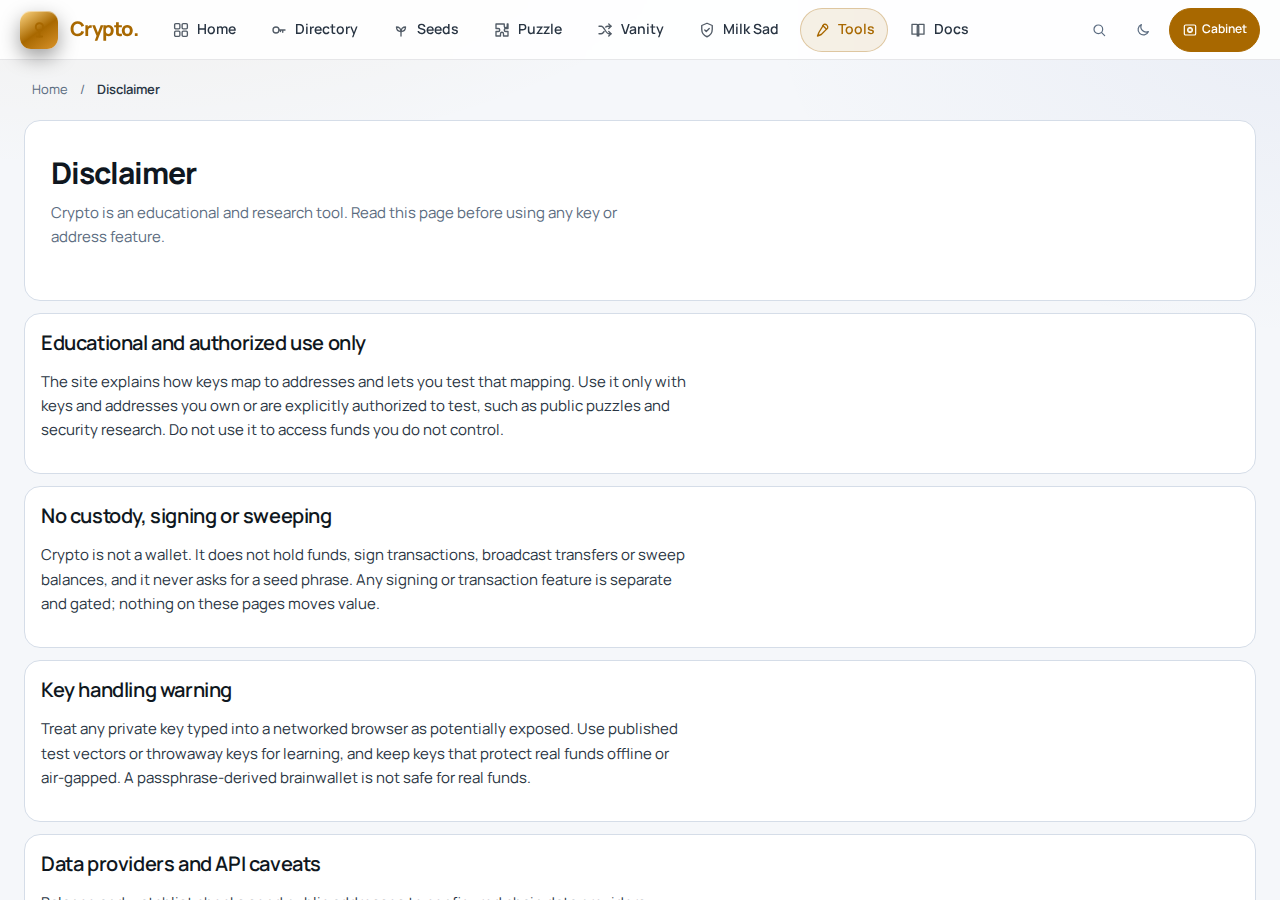 Crypto.
Home
Directory
Seeds
Puzzle
Vanity
Milk Sad
Tools
Docs
Cabinet
Home / Disclaimer
Disclaimer
Crypto is an educational and research tool. Read this page before using any key or
address feature.
Educational and authorized use only
The site explains how keys map to addresses and lets you test that mapping. Use it only with
keys and addresses you own or are explicitly authorized to test, such as public puzzles and
security research. Do not use it to access funds you do not control.
No custody, signing or sweeping
Crypto is not a wallet. It does not hold funds, sign transactions, broadcast transfers or sweep
balances, and it never asks for a seed phrase. Any signing or transaction feature is separate
and gated; nothing on these pages moves value.
Key handling warning
Treat any private key typed into a networked browser as potentially exposed. Use published
test vectors or throwaway keys for learning, and keep keys that protect real funds offline or
air-gapped. A passphrase-derived brainwallet is not safe for real funds.
Data providers and API caveats